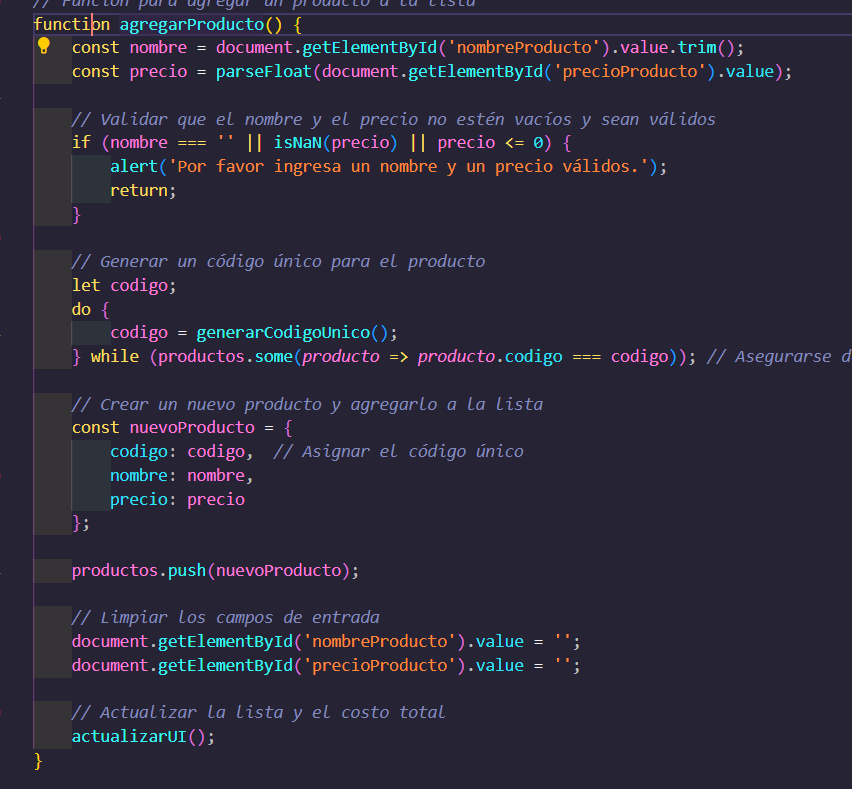 // Función para agregar un producto a la lista
function agregarProducto() {
    const nombre = document.getElementById('nombreProducto').value.trim();
    const precio = parseFloat(document.getElementById('precioProducto').value);

    // Validar que el nombre y el precio no estén vacíos y sean válidos
    if (nombre === '' || isNaN(precio) || precio <= 0) {
        alert('Por favor ingresa un nombre y un precio válidos.');
        return;
    }

    // Generar un código único para el producto
    let codigo;
    do {
        codigo = generarCodigoUnico();
    } while (productos.some(producto => producto.codigo === codigo)); // Asegurarse d

    // Crear un nuevo producto y agregarlo a la lista
    const nuevoProducto = {
        codigo: codigo,  // Asignar el código único
        nombre: nombre,
        precio: precio
    };

    productos.push(nuevoProducto);

    // Limpiar los campos de entrada
    document.getElementById('nombreProducto').value = '';
    document.getElementById('precioProducto').value = '';

    // Actualizar la lista y el costo total
    actualizarUI();
}